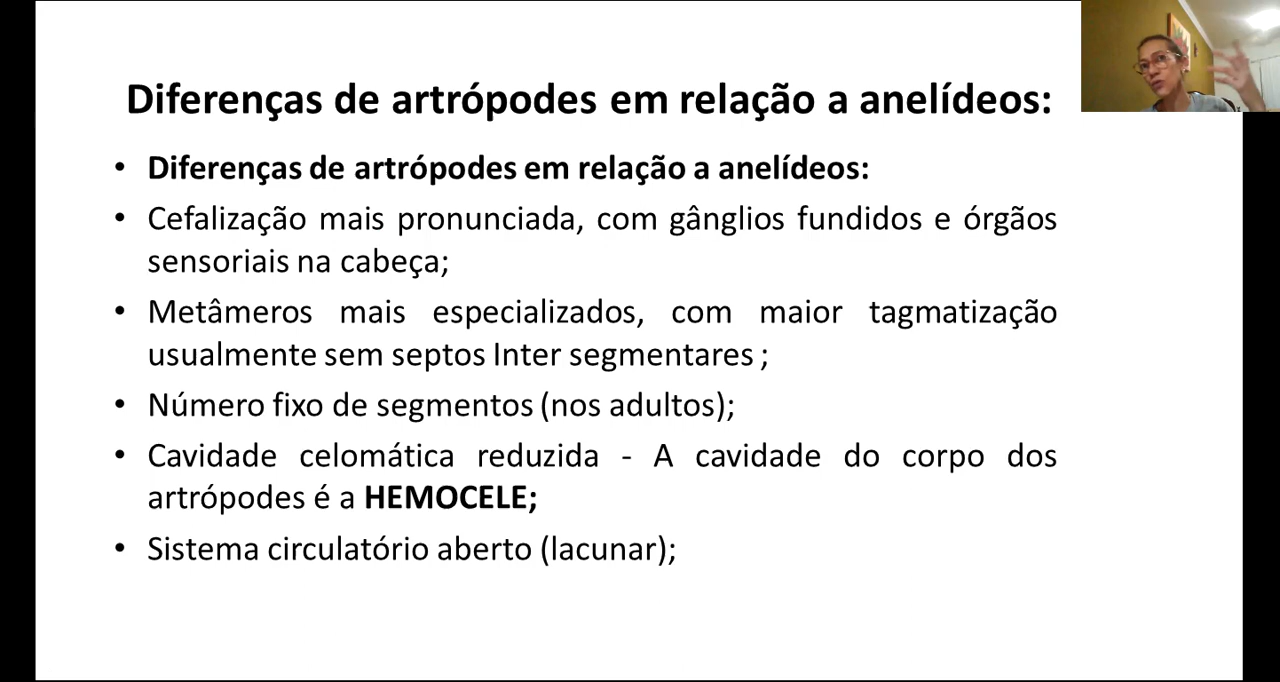 Diferenças de artrópodes em relação a anelídeos:
• Diferenças de artrópodes em relação a anelídeos:
• Cefalização mais pronunciada, com gânglios fundidos e órgãos
sensoriais na cabeça;
• Metâmeros mais especializados, com maior tagmatização
usualmente sem septos Inter segmentares ;
• Número fixo de segmentos (nos adultos);
• Cavidade celomática reduzida - A cavidade do corpo dos
artrópodes é a HEMOCELE;
• Sistema circulatório aberto (lacunar);